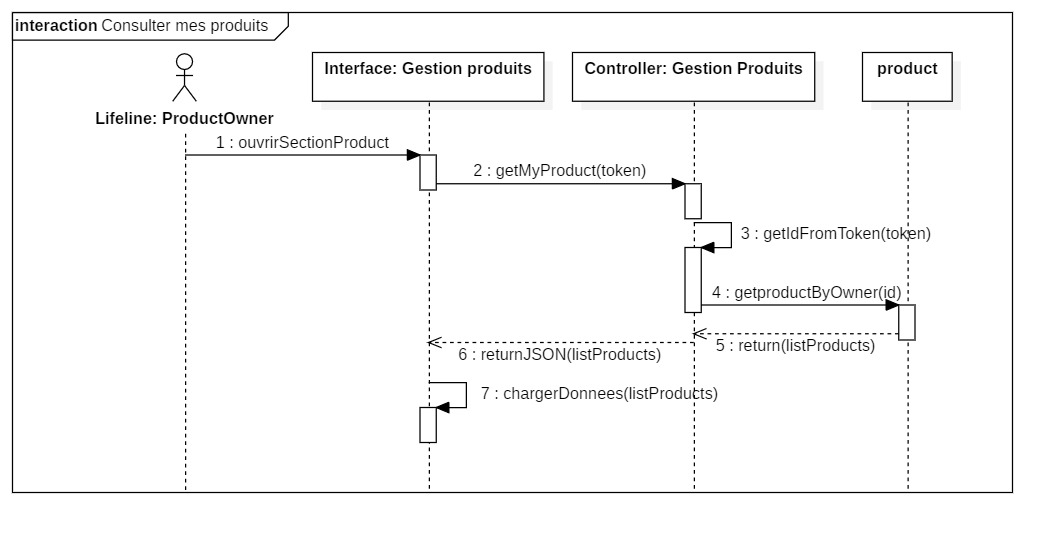 interaction Consulter mes produits
Interface: Gestion produits
Controller: Gestion Produits
product
Lifeline: ProductOwner
1 : ouvrirSectionProduct
2 : getMyProduct(token)
3 : getIdFromToken(token)
4 : getproductByOwner(id)
5 : return(listProducts)
6 : returnJSON(listProducts)
7 : chargerDonnees(listProducts)